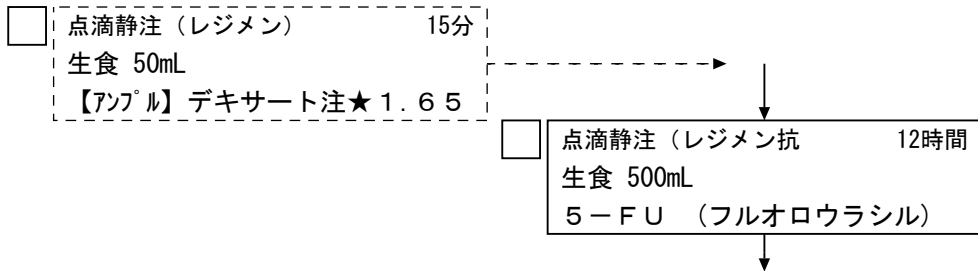 点滴静注（レジメン） 15分
生食 50mL
【ｱﾝﾌﾟﾙ】デキサート注★１.６５
点滴静注（レジメン抗 12時間
生食 500mL
５－ＦＵ （フルオロウラシル）